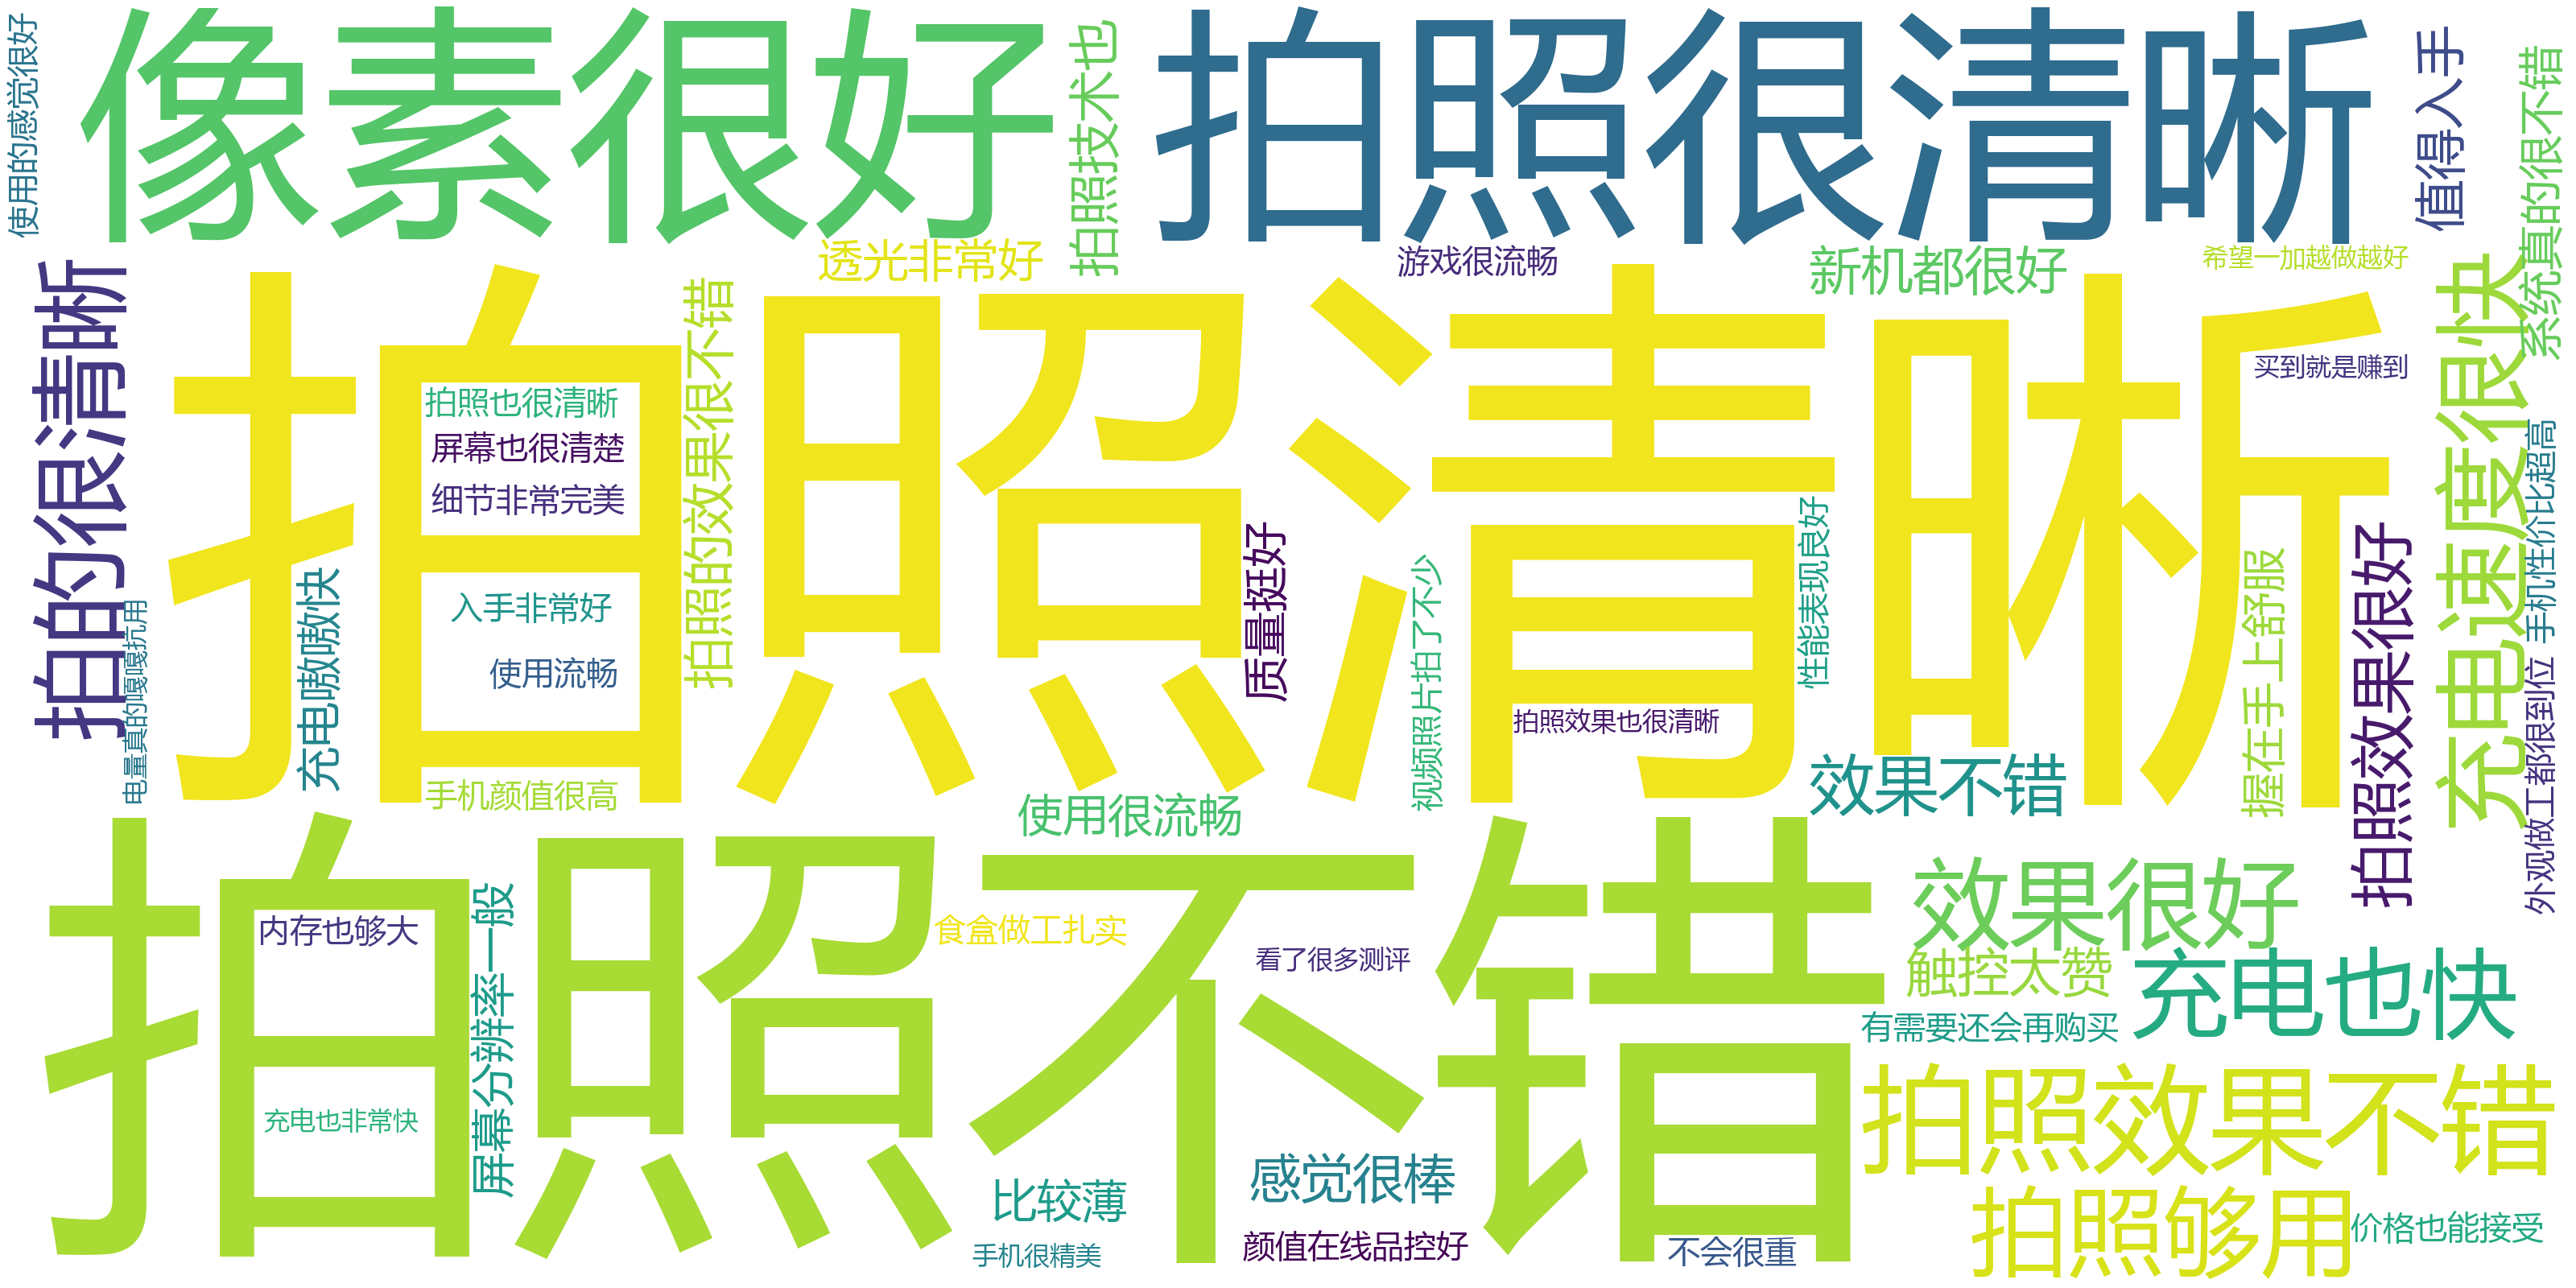 使用的感觉很好
像素很好
拍照技术也
拍照很清晰
值得入手
系统真的很不错
透光非常好
游戏很流畅
新机都很好
希望一加越做越好
拍的很清晰
拍照清晰
拍照的效果很不错
买到就是赚到
充电速度很快
拍照也很清晰
屏幕也很清楚
细节非常完美
手机性价比超高
质量挺好
性能表现良好
视频照片拍了不少
握在手上舒服
拍照效果很好
电量真的嘎嘎抗用
充电嗷嗷快
入手非常好
使用流畅
拍照效果也很清晰
外观做工都很到位
手机颜值很高
使用很流畅
效果不错
拍照不错
效果很好
内存也够大
屏幕分辨率一般
食盒做工扎实
看了很多测评
触控太赞
充电也快
有需要还会再购买
充电也非常快
拍照效果不错
比较薄
感觉很棒
拍照够用
价格也能接受
手机很精美
颜值在线品控好
不会很重